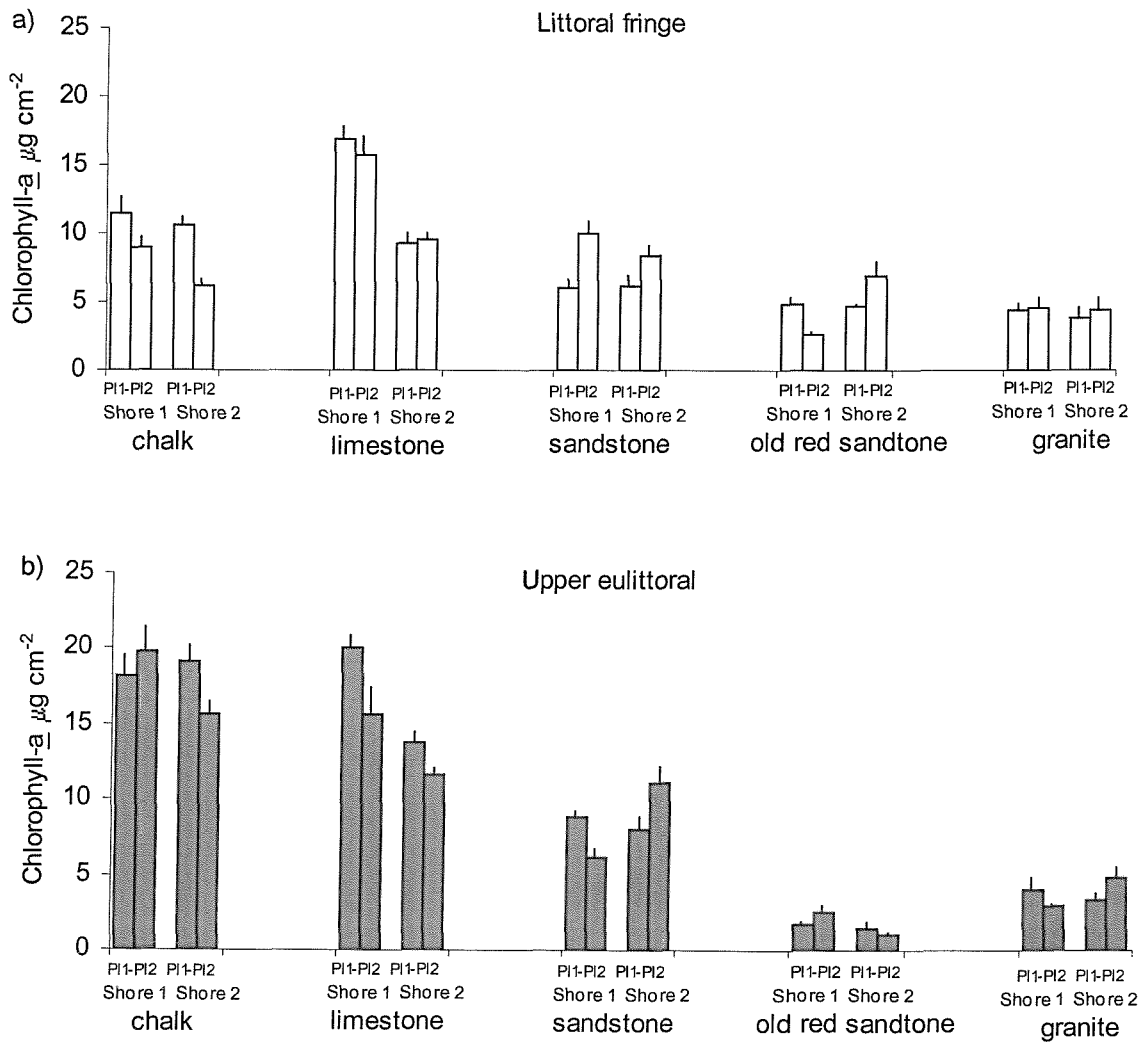 a)
Littoral fringe
Chlorophyll-a µg cm-2
25
20
15
10
5
0
Pl1-Pl2 Pl1-Pl2 Pl1-Pl2 Pl1-Pl2 Pl1-Pl2 Pl1-Pl2 Pl1-Pl2 Pl1-Pl2 Pl1-Pl2 Pl1-Pl2
Shore 1 Shore 2 Shore 1 Shore 2 Shore 1 Shore 2 Shore 1 Shore 2 Shore 1 Shore 2
chalk limestone sandstone old red sandtone granite
b)
Upper eulittoral
Chlorophyll-a µg cm-2
25
20
15
10
5
0
Pl1-Pl2 Pl1-Pl2 Pl1-Pl2 Pl1-Pl2 Pl1-Pl2 Pl1-Pl2 Pl1-Pl2 Pl1-Pl2 Pl1-Pl2 Pl1-Pl2
Shore 1 Shore 2 Shore 1 Shore 2 Shore 1 Shore 2 Shore 1 Shore 2 Shore 1 Shore 2
chalk limestone sandstone old red sandtone granite